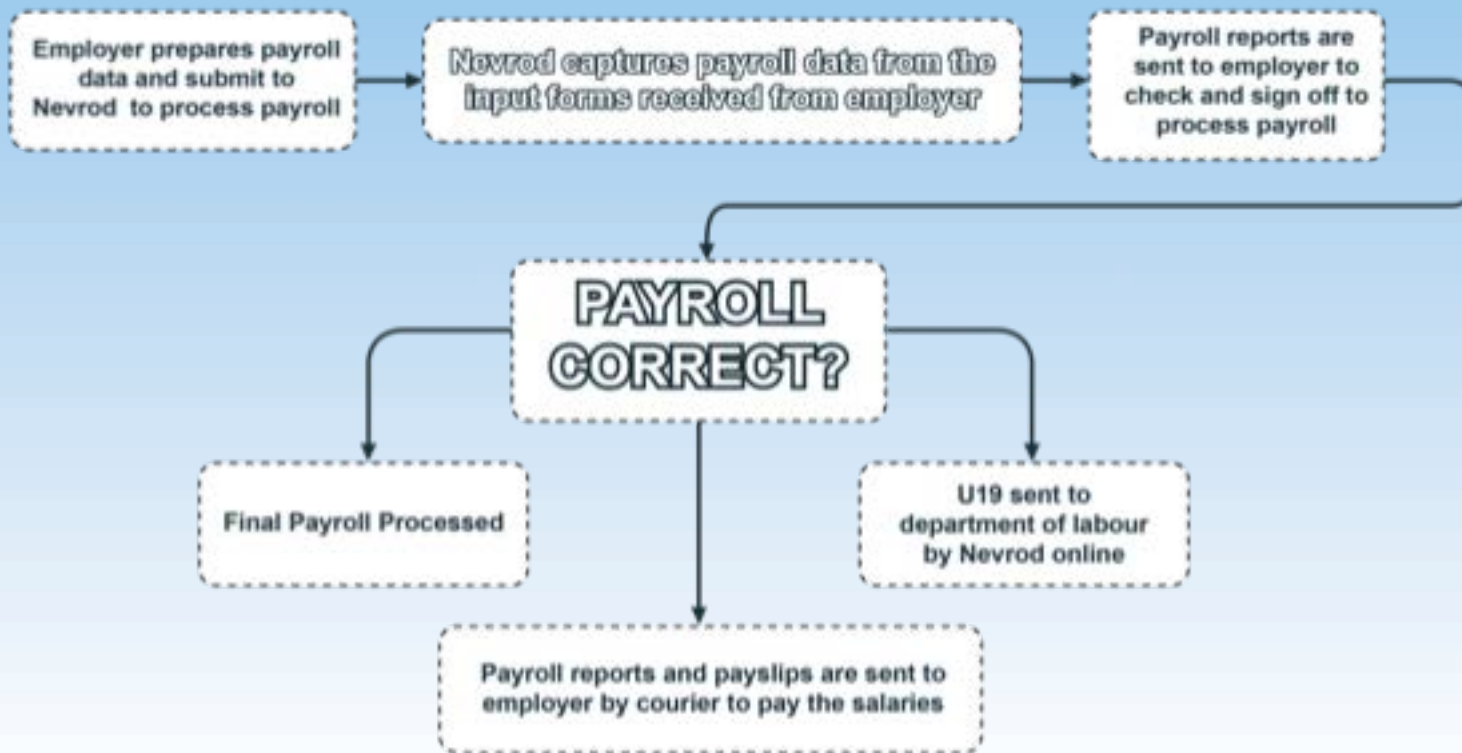 Employer prepares payroll
data and submit to
Nevrod to process payroll
Nevrod captures payroll data from the
input forms received from employer
Payroll reports are
sent to employer to
check and sign off to
process payroll
PAYROLL
CORRECT?
Final Payroll Processed
U19 sent to
department of labour
by Nevrod online
Payroll reports and payslips are sent to
employer by courier to pay the salaries